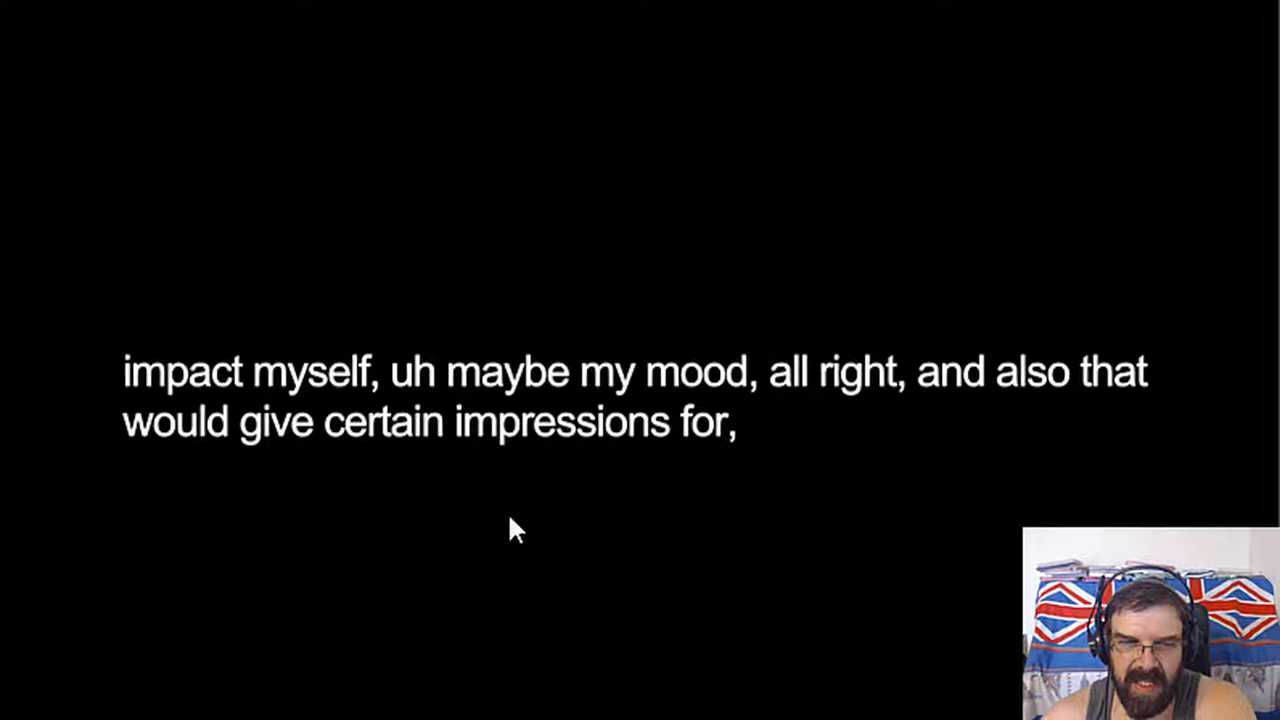 impact myself, uh maybe my mood, all right, and also that
would give certain impressions for,